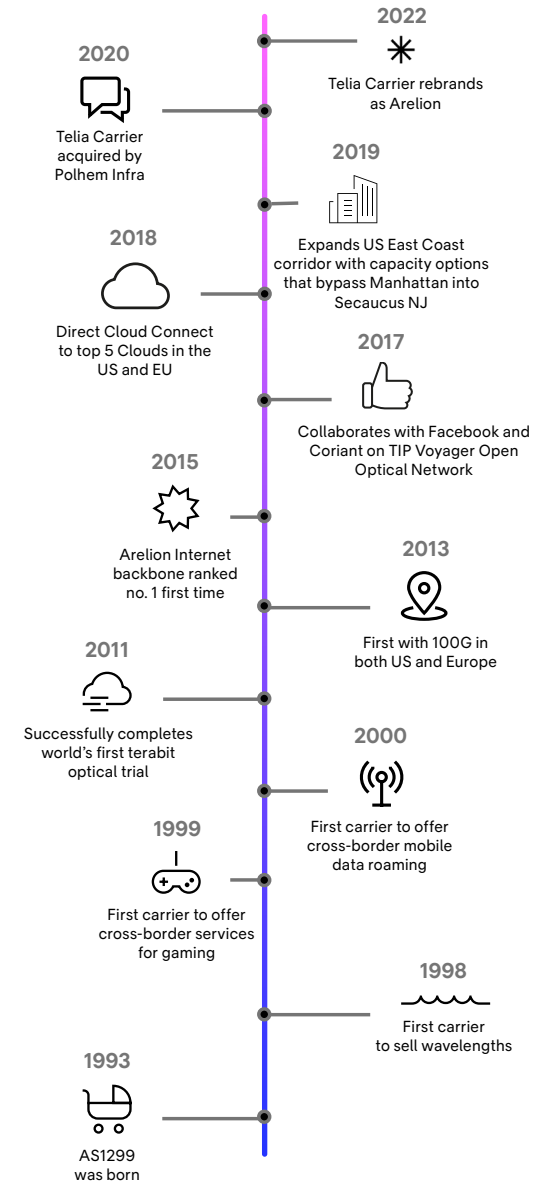 2022
Telia Carrier rebrands
as Arelion
2020
Telia Carrier
acquired by
Polhem Infra
2019
Expands US East Coast
corridor with capacity options
that bypass Manhattan into
Secaucus NJ
2018
Direct Cloud Connect
to top 5 Clouds in the
US and EU
2017
Collaborates with Facebook and
Coriant on TIP Voyager Open
Optical Network
2015
Arelion Internet
backbone ranked
no. 1 first time
2013
First with 100G in
both US and Europe
2011
Successfully completes
world's first terabit
optical trial
2000
First carrier to offer
cross-border mobile
data roaming
1999
First carrier to offer
cross-border services
for gaming
1998
First carrier
to sell wavelengths
1993
AS1299
was born